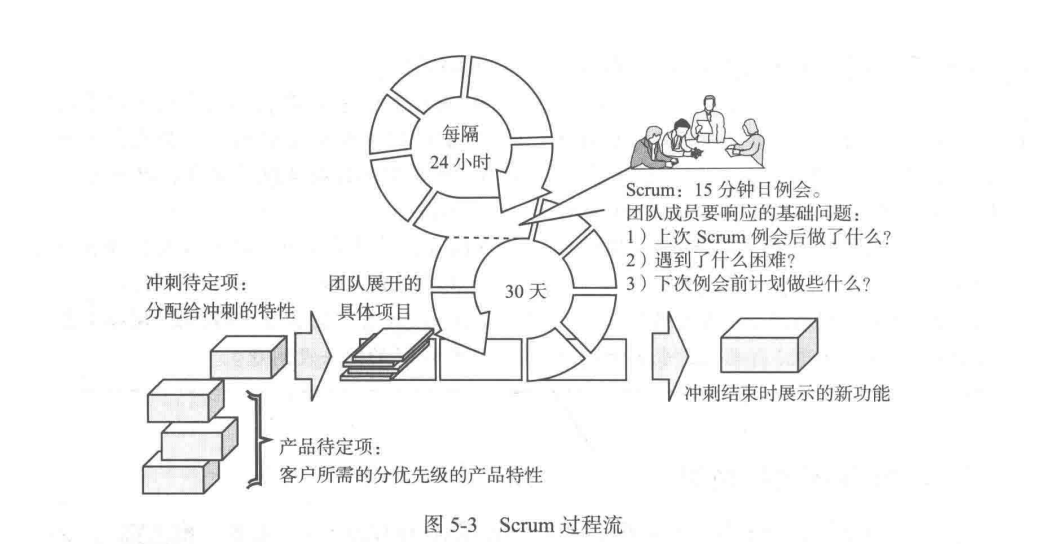 每隔
24 小时
Scrum：15 分钟日例会。
团队成员要响应的基础问题：
1）上次 Scrum 例会后做了什么？
2）遇到了什么困难？
3）下次例会前计划做些什么？
冲刺待定项：
分配给冲刺的特性
团队展开的
具体项目
30 天
冲刺结束时展示的新功能
产品待定项：
客户所需的分优先级的产品特性
图 5-3 Scrum 过程流